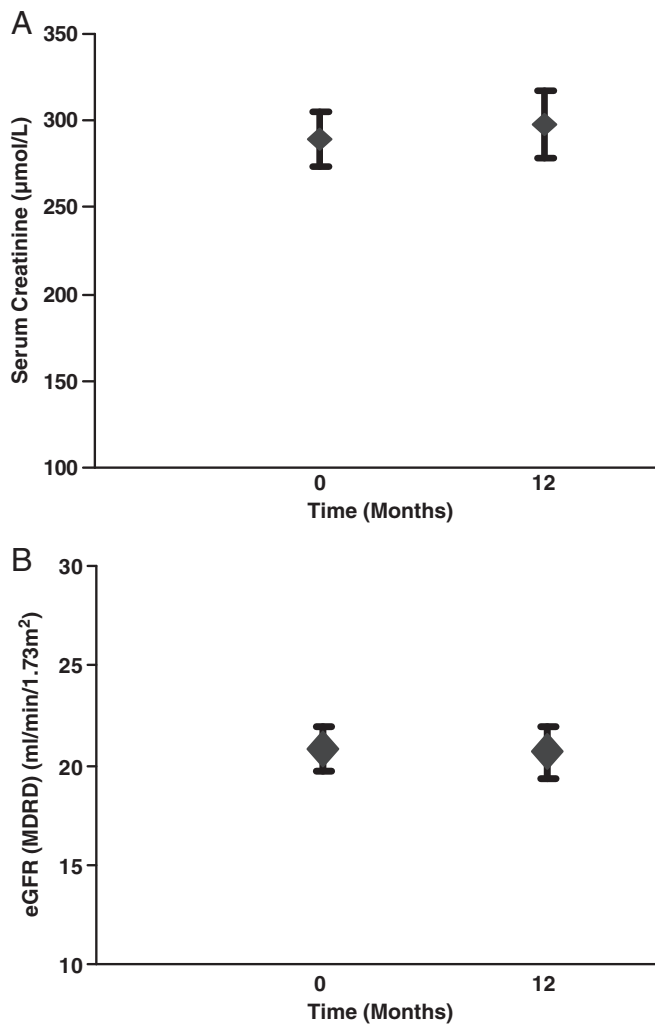 A
350
300
250
200
150
100
Serum Creatinine (µmol/L)
0 12
Time (Months)
B
30
25
20
15
10
eGFR (MDRD) (ml/min/1.73m²)
0 12
Time (Months)